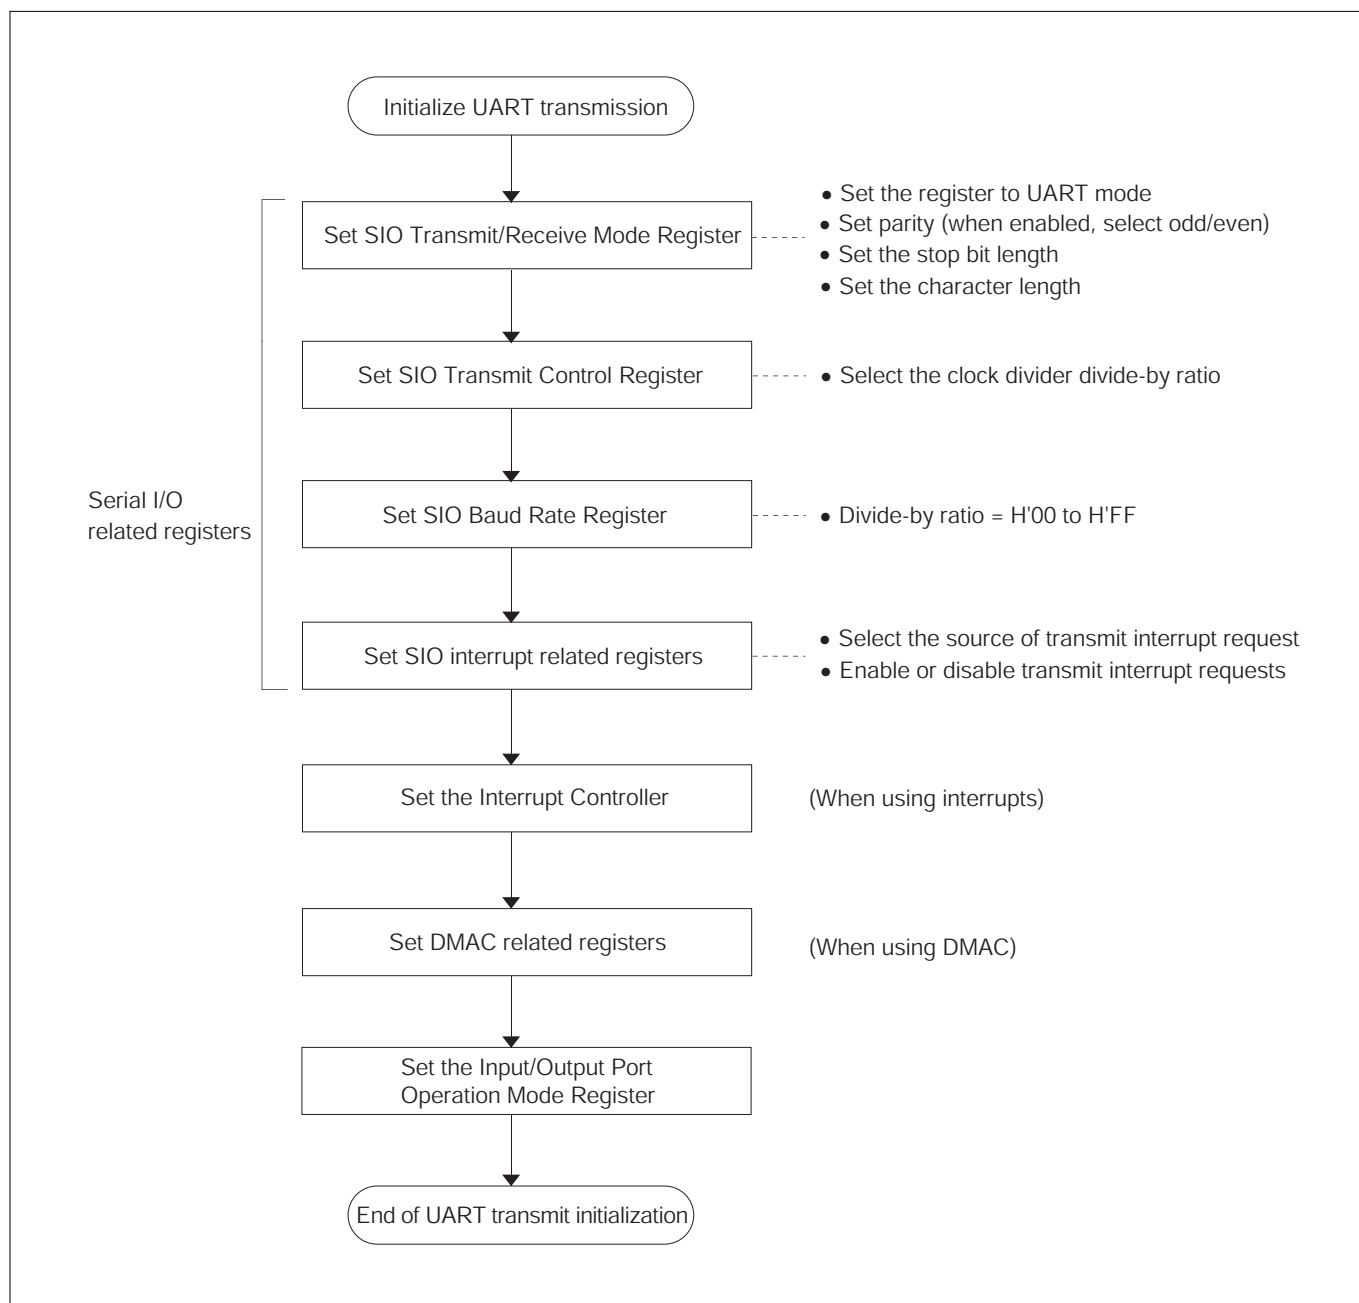 Initialize UART transmission
Set SIO Transmit/Receive Mode Register
● Set the register to UART mode
● Set parity (when enabled, select odd/even)
● Set the stop bit length
● Set the character length
Set SIO Transmit Control Register
● Select the clock divider divide-by ratio
Serial I/O
related registers
Set SIO Baud Rate Register
● Divide-by ratio = H'00 to H'FF
Set SIO interrupt related registers
● Select the source of transmit interrupt request
● Enable or disable transmit interrupt requests
Set the Interrupt Controller
(When using interrupts)
Set DMAC related registers
(When using DMAC)
Set the Input/Output Port
Operation Mode Register
End of UART transmit initialization